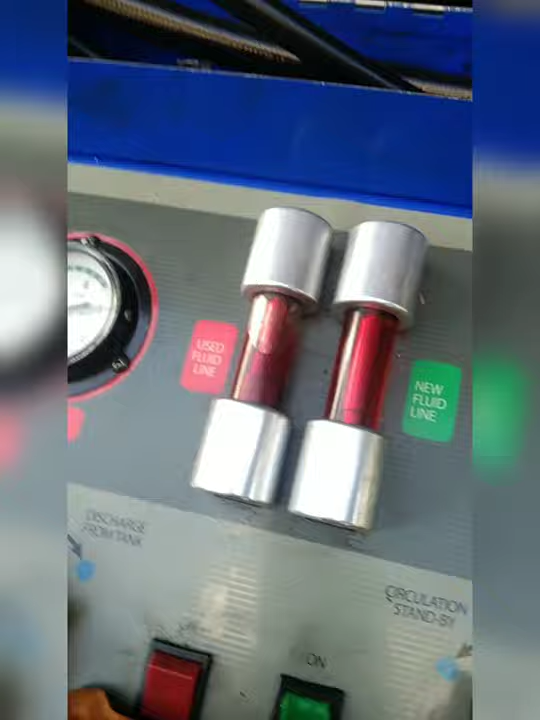 USED
FLUID
LINE
NEW
FLUID
LINE
DISCHARGE
FROM TANK
CIRCULATION
STAND-BY
ON